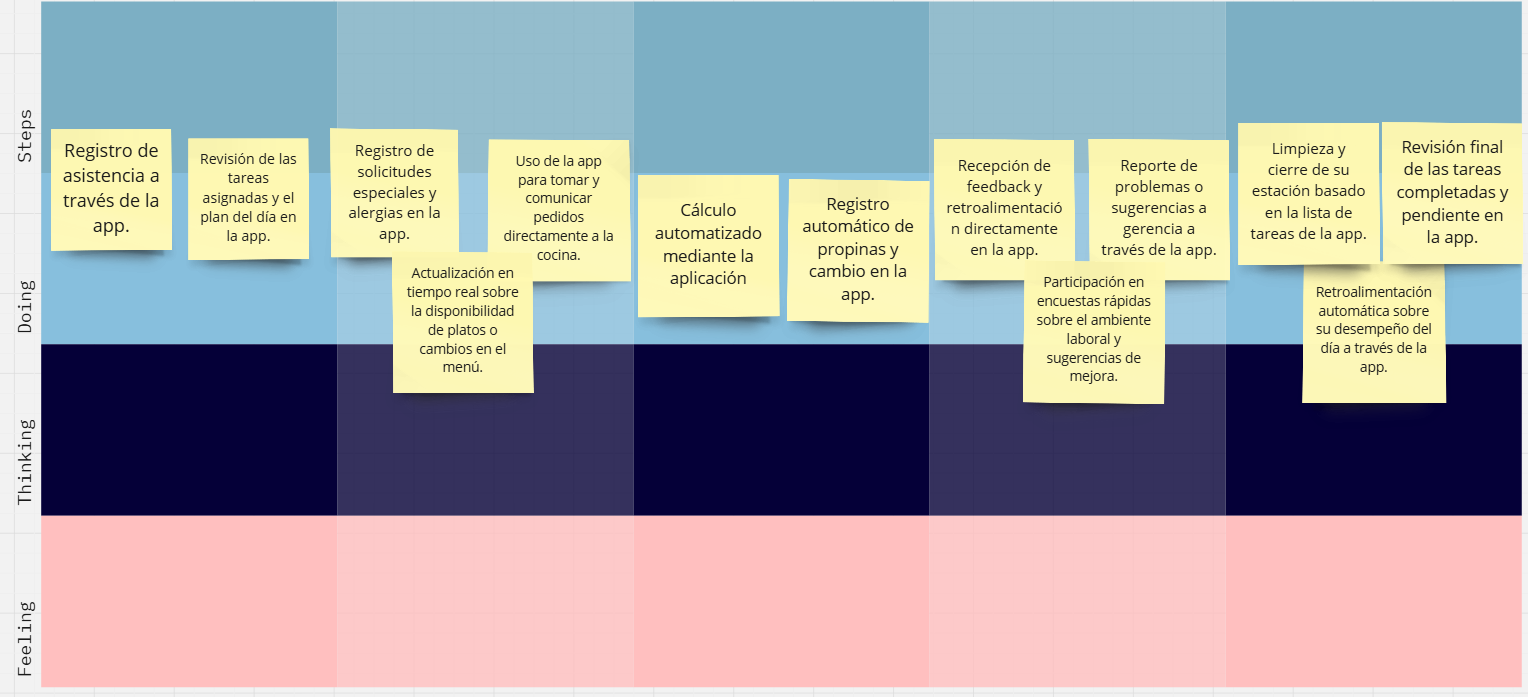 Steps
Doing
Thinking
Feeling
Registro de
asistencia a
través de la
app.
Revisión de las
tareas
asignadas y el
plan del día en
la app.
Registro de
solicitudes
especiales y
alergias en la
app.
Uso de la app
para tomar y
comunicar
pedidos
directamente a la
cocina.
Actualización en
tiempo real sobre
la disponibilidad
de platos o
cambios en el
menú.
Cálculo
automatizado
mediante la
aplicación
Registro
automático de
propinas y
cambio en la
app.
Recepción de
feedback y
retroalimentació
n directamente
en la app.
Reporte de
problemas o
sugerencias a
gerencia a
través de la app.
Participación en
encuestas rápidas
sobre el ambiente
laboral y
sugerencias de
mejora.
Limpieza y
cierre de su
estación basado
en la lista de
tareas de la app.
Revisión final
de las tareas
completadas y
pendiente en
la app.
Retroalimentación
automática sobre
su desempeño del
día a través de la
app.